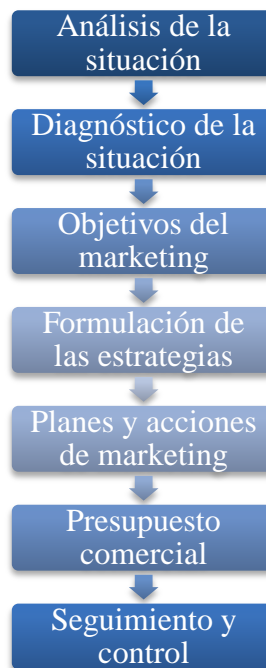 Análisis de la
situación
Diagnóstico de la
situación
Objetivos del
marketing
Formulación de
las estrategias
Planes y acciones
de marketing
Presupuesto
comercial
Seguimiento y
control